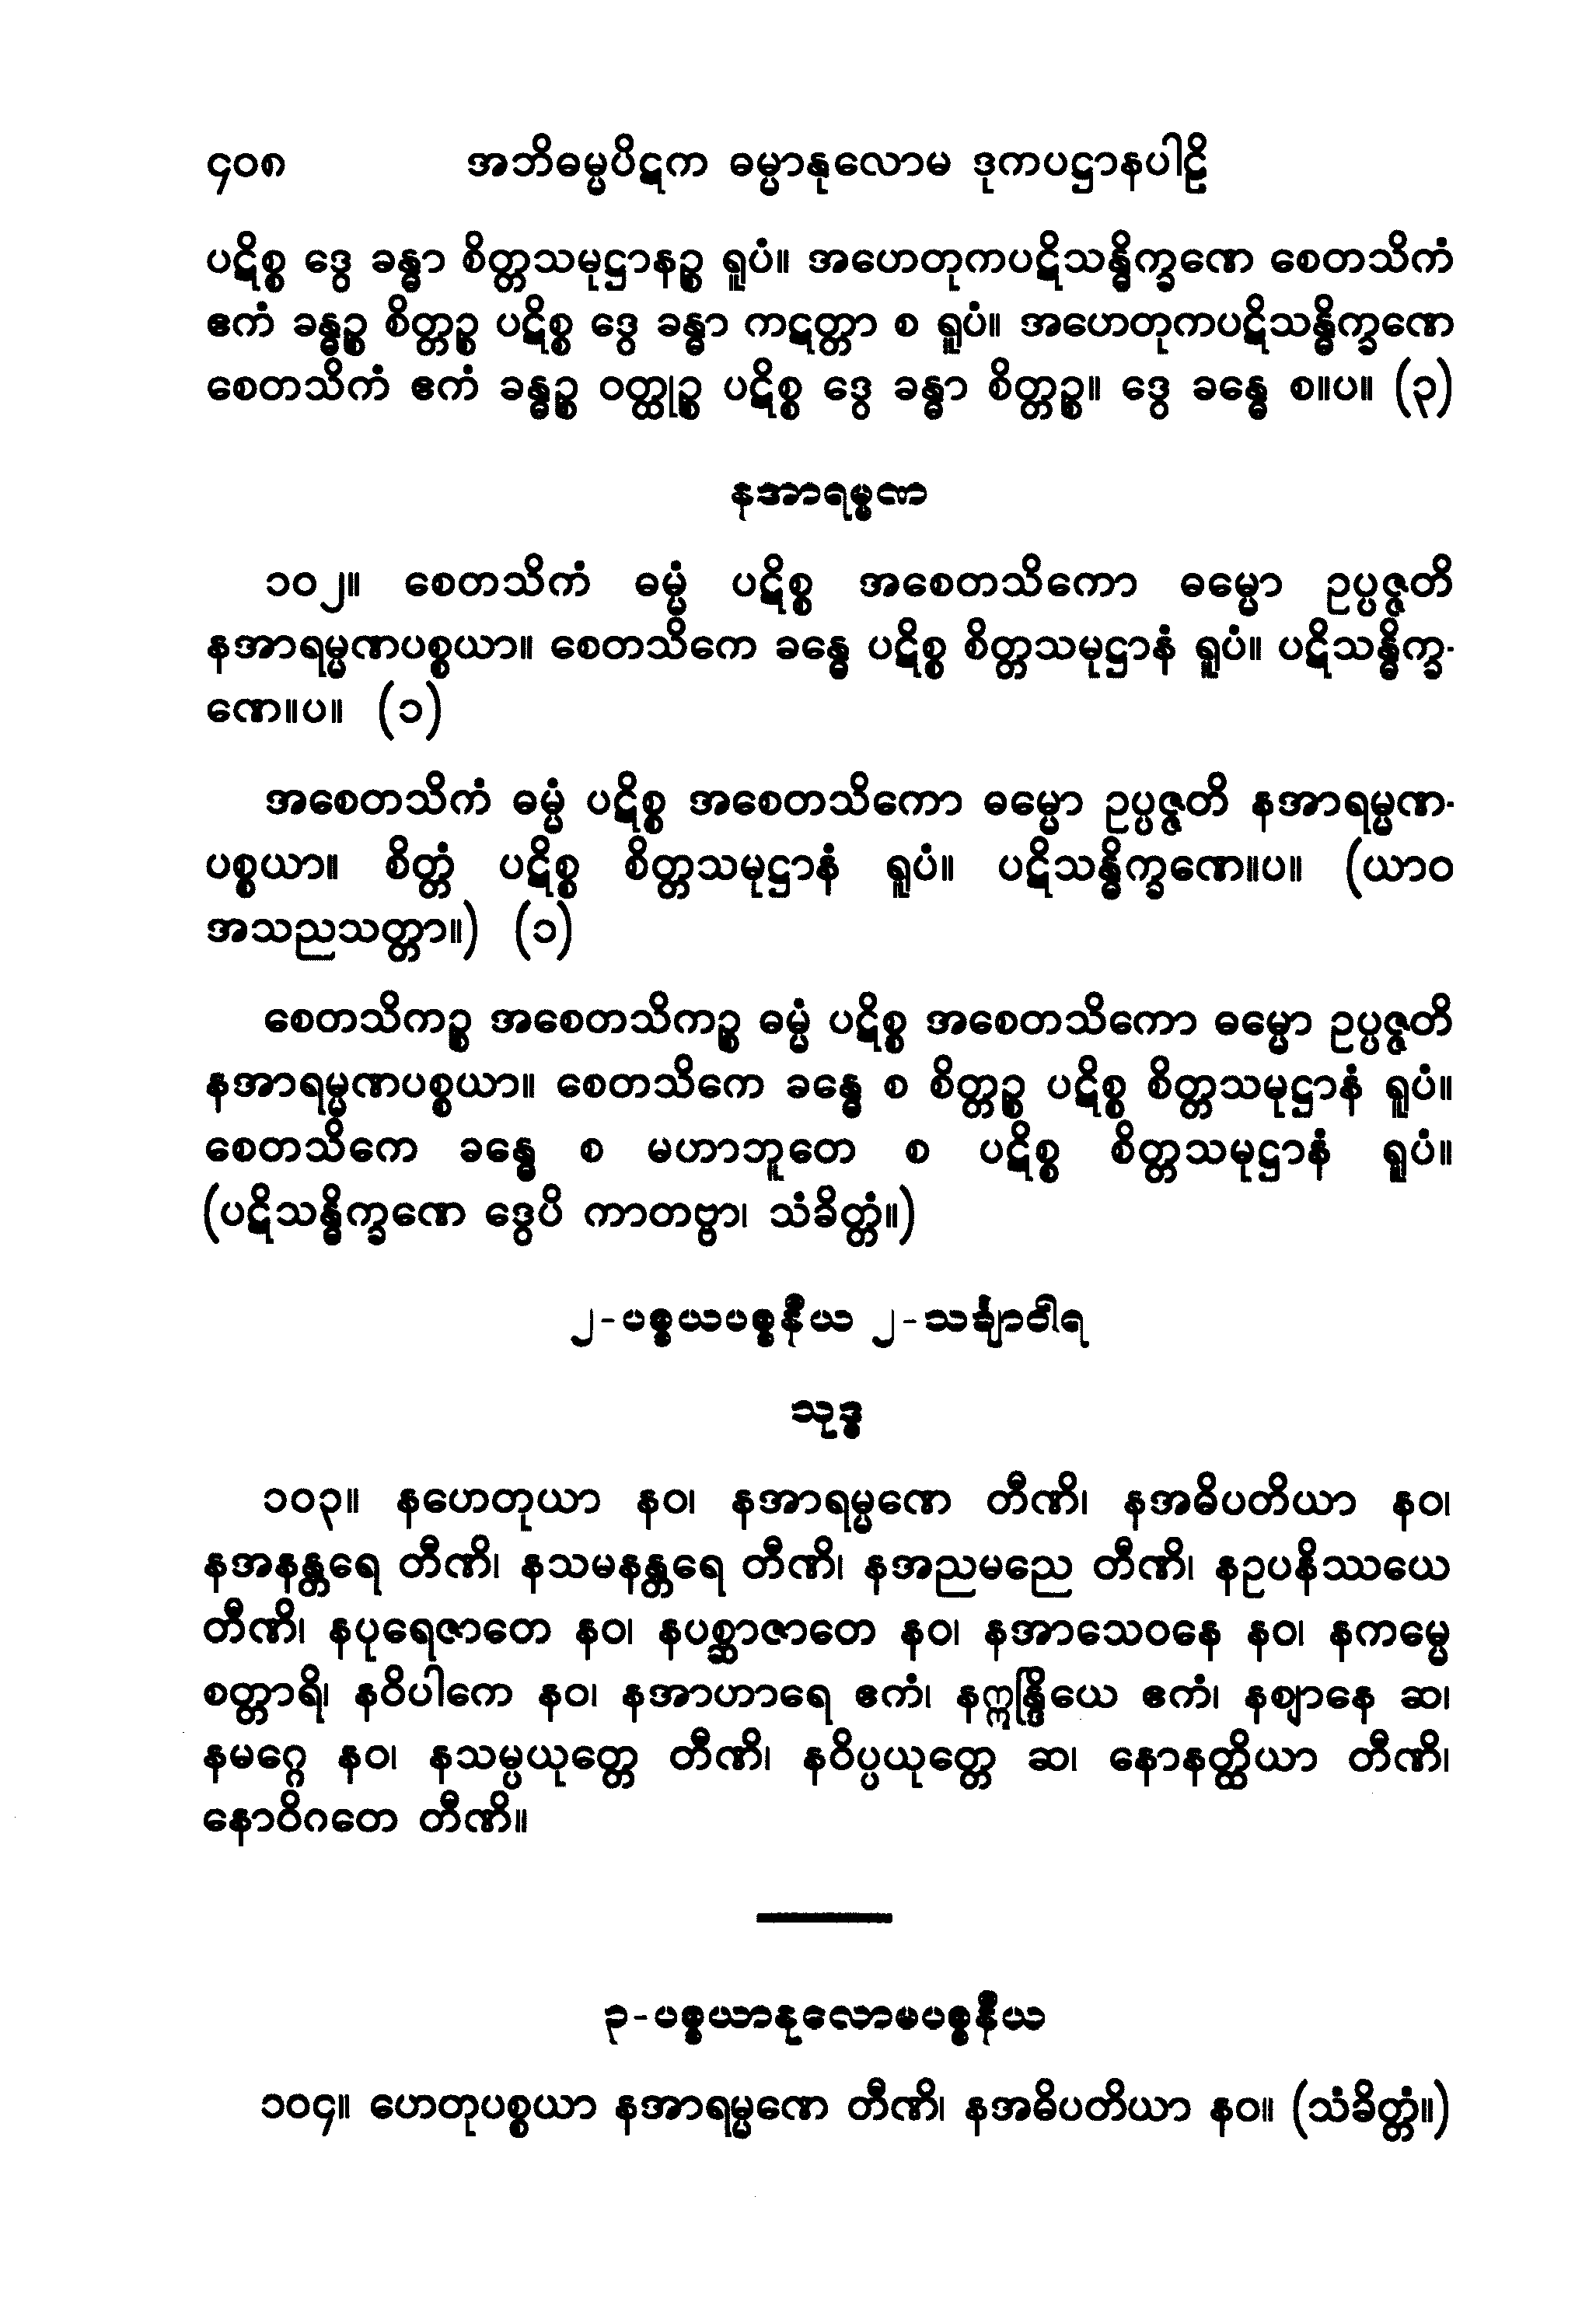 ၄၀၈ အဘိဓမ္မပိဋက ဓမ္မာနုလောမ ဒုကပဋ္ဌာနပါဠိ
ပဋိစ္စ ဒွေ ခန္ဓာ စိတ္တသမုဋ္ဌာနဉ္စ ရူပံ။ အဟေတုကပဋိသန္ဓိက္ခဏေ စေတသိကံ
ဧကံ ခန္ဓဉ္စ စိတ္တဉ္စ ပဋိစ္စ ဒွေ ခန္ဓာ ကဋတ္တာ စ ရူပံ။ အဟေတုကပဋိသန္ဓိက္ခဏေ
စေတသိကံ ဧကံ ခန္ဓဉ္စ ဝတ္ထုဉ္စ ပဋိစ္စ ဒွေ ခန္ဓာ စိတ္တဉ္စ။ ဒွေ ခန္ဓေ စ။ပ။ (၃)
နအာရမ္မဏ
၁၀၂။ စေတသိကံ ဓမ္မံ ပဋိစ္စ အစေတသိကော ဓမ္မော ဥပ္ပဇ္ဇတိ
နအာရမ္မဏပစ္စယာ။ စေတသိကေ ခန္ဓေ ပဋိစ္စ စိတ္တသမုဋ္ဌာနံ ရူပံ။ ပဋိသန္ဓိက္ခ-
ဏေ။ပ။ (၁)
အစေတသိကံ ဓမ္မံ ပဋိစ္စ အစေတသိကော ဓမ္မော ဥပ္ပဇ္ဇတိ နအာရမ္မဏ-
ပစ္စယာ။ စိတ္တံ ပဋိစ္စ စိတ္တသမုဋ္ဌာနံ ရူပံ။ ပဋိသန္ဓိက္ခဏေ။ပ။ (ယာဝ
အသညသတ္တာ။) (၁)
စေတသိကဉ္စ အစေတသိကဉ္စ ဓမ္မံ ပဋိစ္စ အစေတသိကော ဓမ္မော ဥပ္ပဇ္ဇတိ
နအာရမ္မဏပစ္စယာ။ စေတသိကေ ခန္ဓေ စ စိတ္တဉ္စ ပဋိစ္စ စိတ္တသမုဋ္ဌာနံ ရူပံ။
စေတသိကေ ခန္ဓေ စ မဟာဘူတေ စ ပဋိစ္စ စိတ္တသမုဋ္ဌာနံ ရူပံ။
(ပဋိသန္ဓိက္ခဏေ ဒွေပိ ကာတဗ္ဗာ၊ သံခိတ္တံ။)
၂-ပစ္စယပစ္စနီယ ၂-သင်္ချာဝါရ
သုဒ္ဓ
၁၀၃။ နဟေတုယာ နဝ၊ နအာရမ္မဏေ တီဏိ၊ နအဓိပတိယာ နဝ၊
နအနန္တရေ တီဏိ၊ နသမနန္တရေ တီဏိ၊ နအညမညေ တီဏိ၊ နဥပနိဿယေ
တီဏိ၊ နပုရေဇာတေ နဝ၊ နပစ္ဆာဇာတေ နဝ၊ နအာသေဝနေ နဝ၊ နကမ္မေ
စတ္တာရိ၊ နဝိပါကေ နဝ၊ နအာဟာရေ ဧကံ၊ နဣန္ဒြိယေ ဧကံ၊ နဈာနေ ဆ၊
နမဂ္ဂေ နဝ၊ နသမ္ပယုတ္တေ တီဏိ၊ နဝိပ္ပယုတ္တေ ဆ၊ နောနတ္ထိယာ တီဏိ၊
နောဝိဂတေ တီဏိ။
၃-ပစ္စယာနုလောမပစ္စနီယ
၁၀၄။ ဟေတုပစ္စယာ နအာရမ္မဏေ တီဏိ၊ နအဓိပတိယာ နဝ။ (သံခိတ္တံ။)